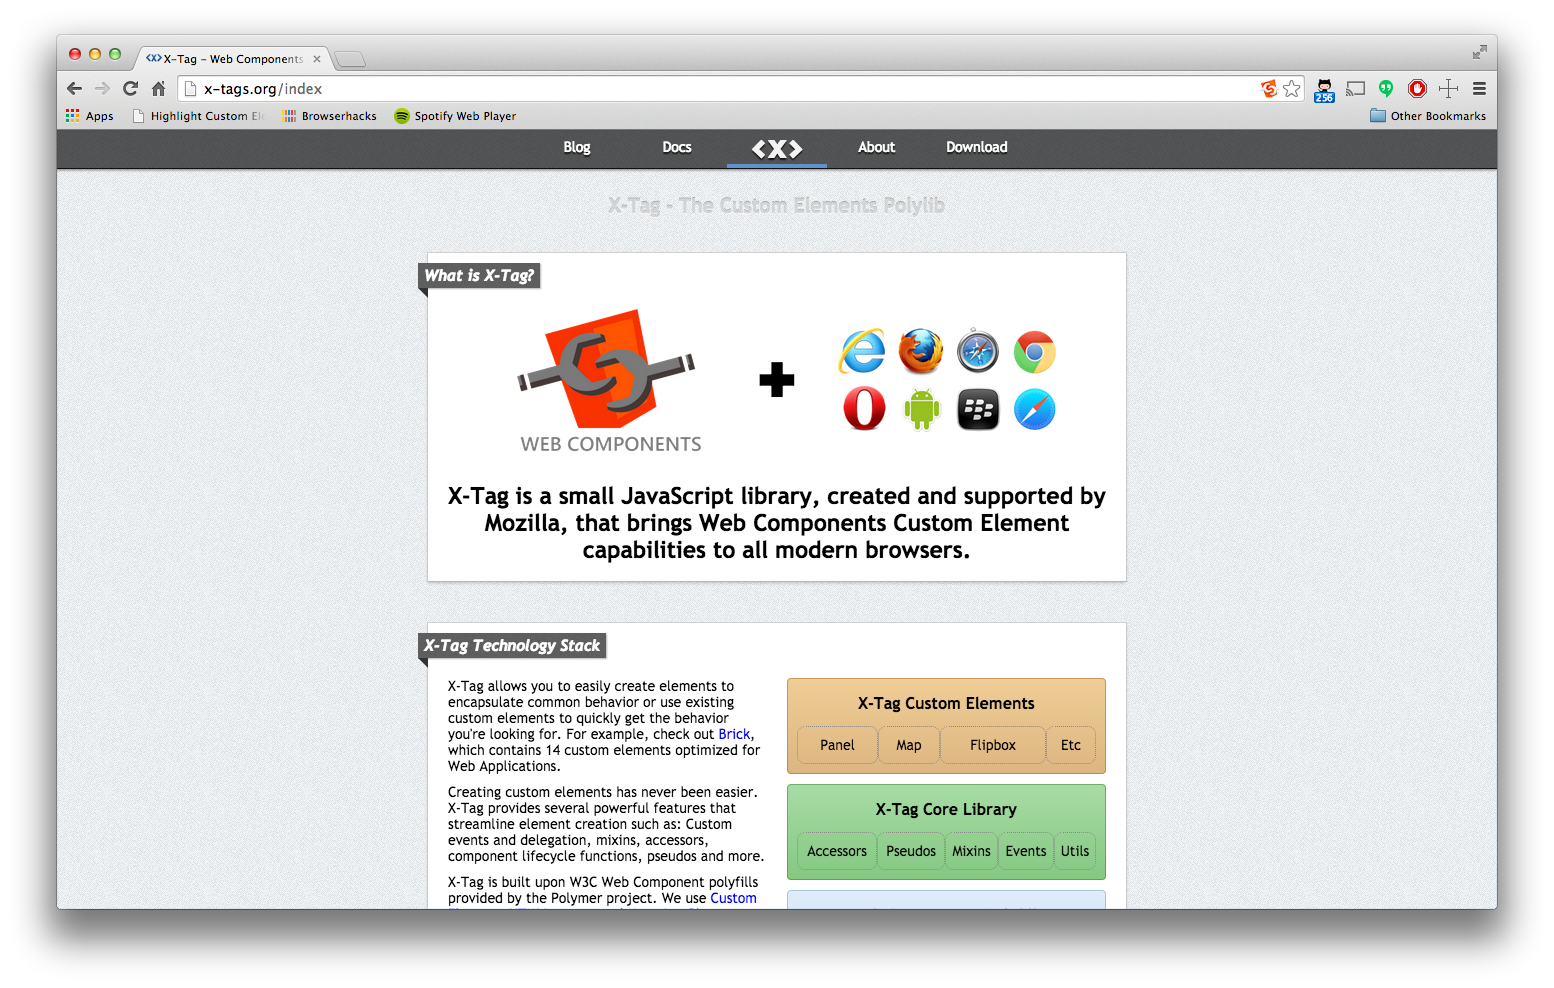 <X> X-Tag – Web Components
x-tags.org/index
256
Apps
Highlight Custom El
Browserhacks
Spotify Web Player
Other Bookmarks
Blog
Docs
<X>
About
Download
X-Tag - The Custom Elements Polylib
What is X-Tag?
WEB COMPONENTS
X-Tag is a small JavaScript library, created and supported by
Mozilla, that brings Web Components Custom Element
capabilities to all modern browsers.
X-Tag Technology Stack
X-Tag allows you to easily create elements to
encapsulate common behavior or use existing
custom elements to quickly get the behavior
you're looking for. For example, check out Brick,
which contains 14 custom elements optimized for
Web Applications.
Creating custom elements has never been easier.
X-Tag provides several powerful features that
streamline element creation such as: Custom
events and delegation, mixins, accessors,
component lifecycle functions, pseudos and more.
X-Tag is built upon W3C Web Component polyfills
provided by the Polymer project. We use Custom
X-Tag Custom Elements
Panel
Map
Flipbox
Etc
X-Tag Core Library
Accessors
Pseudos
Mixins
Events
Utils